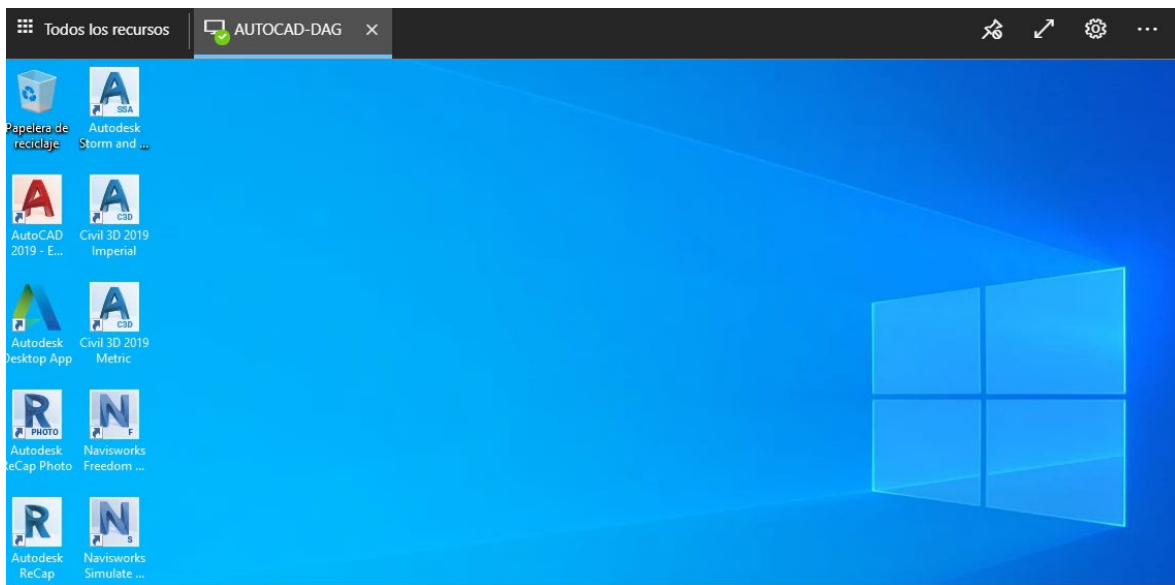 Todos los recursos
AUTOCAD-DAG
Papelera de
reciclaje
SSA
Autodesk
Storm and ...
AutoCAD
2019 - E...
C3D
Civil 3D 2019
Imperial
Autodesk
Desktop App
C3D
Civil 3D 2019
Metric
R
PHOTO
Autodesk
ReCap Photo
N
F
Navisworks
Freedom ...
R
Autodesk
ReCap
N
S
Navisworks
Simulate ...